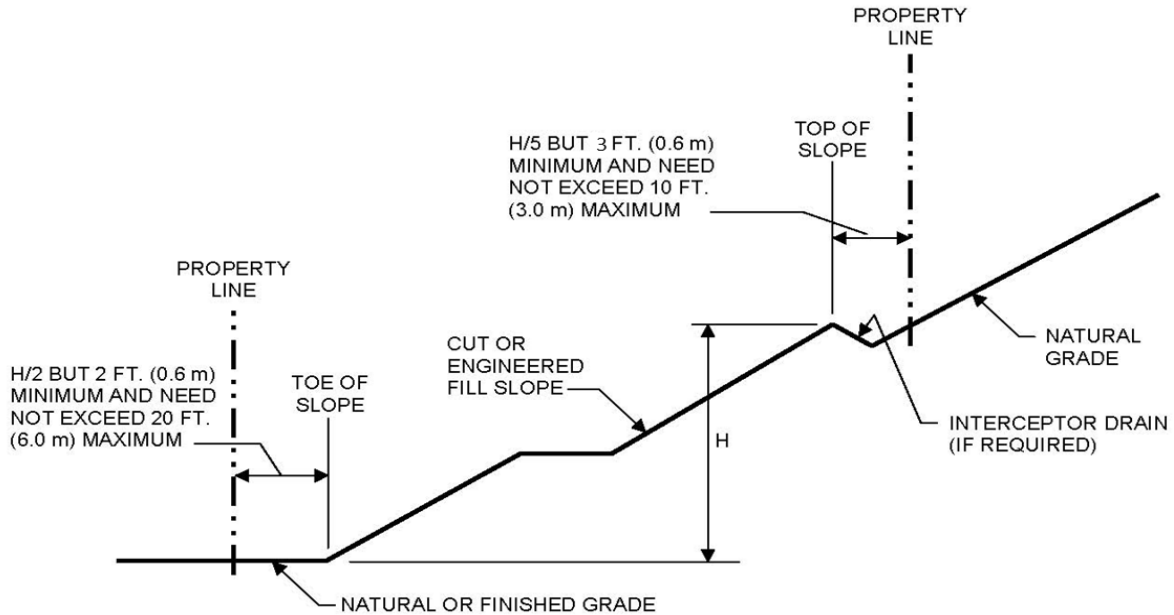 PROPERTY
LINE
H/5 BUT 3 FT. (0.6 m)
MINIMUM AND NEED
NOT EXCEED 10 FT.
(3.0 m) MAXIMUM
TOP OF
SLOPE
PROPERTY
LINE
H/2 BUT 2 FT. (0.6 m)
MINIMUM AND NEED
NOT EXCEED 20 FT.
(6.0 m) MAXIMUM
TOE OF
SLOPE
CUT OR
ENGINEERED
FILL SLOPE
H
NATURAL
GRADE
INTERCEPTOR DRAIN
(IF REQUIRED)
NATURAL OR FINISHED GRADE